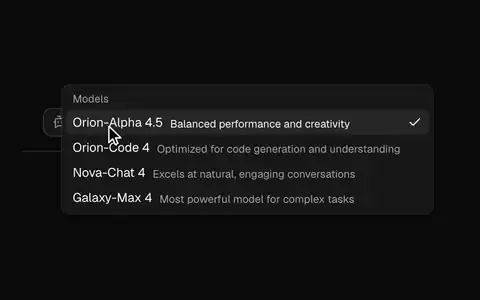 Models
Orion-Alpha 4.5 Balanced performance and creativity
Orion-Code 4 Optimized for code generation and understanding
Nova-Chat 4 Excels at natural, engaging conversations
Galaxy-Max 4 Most powerful model for complex tasks